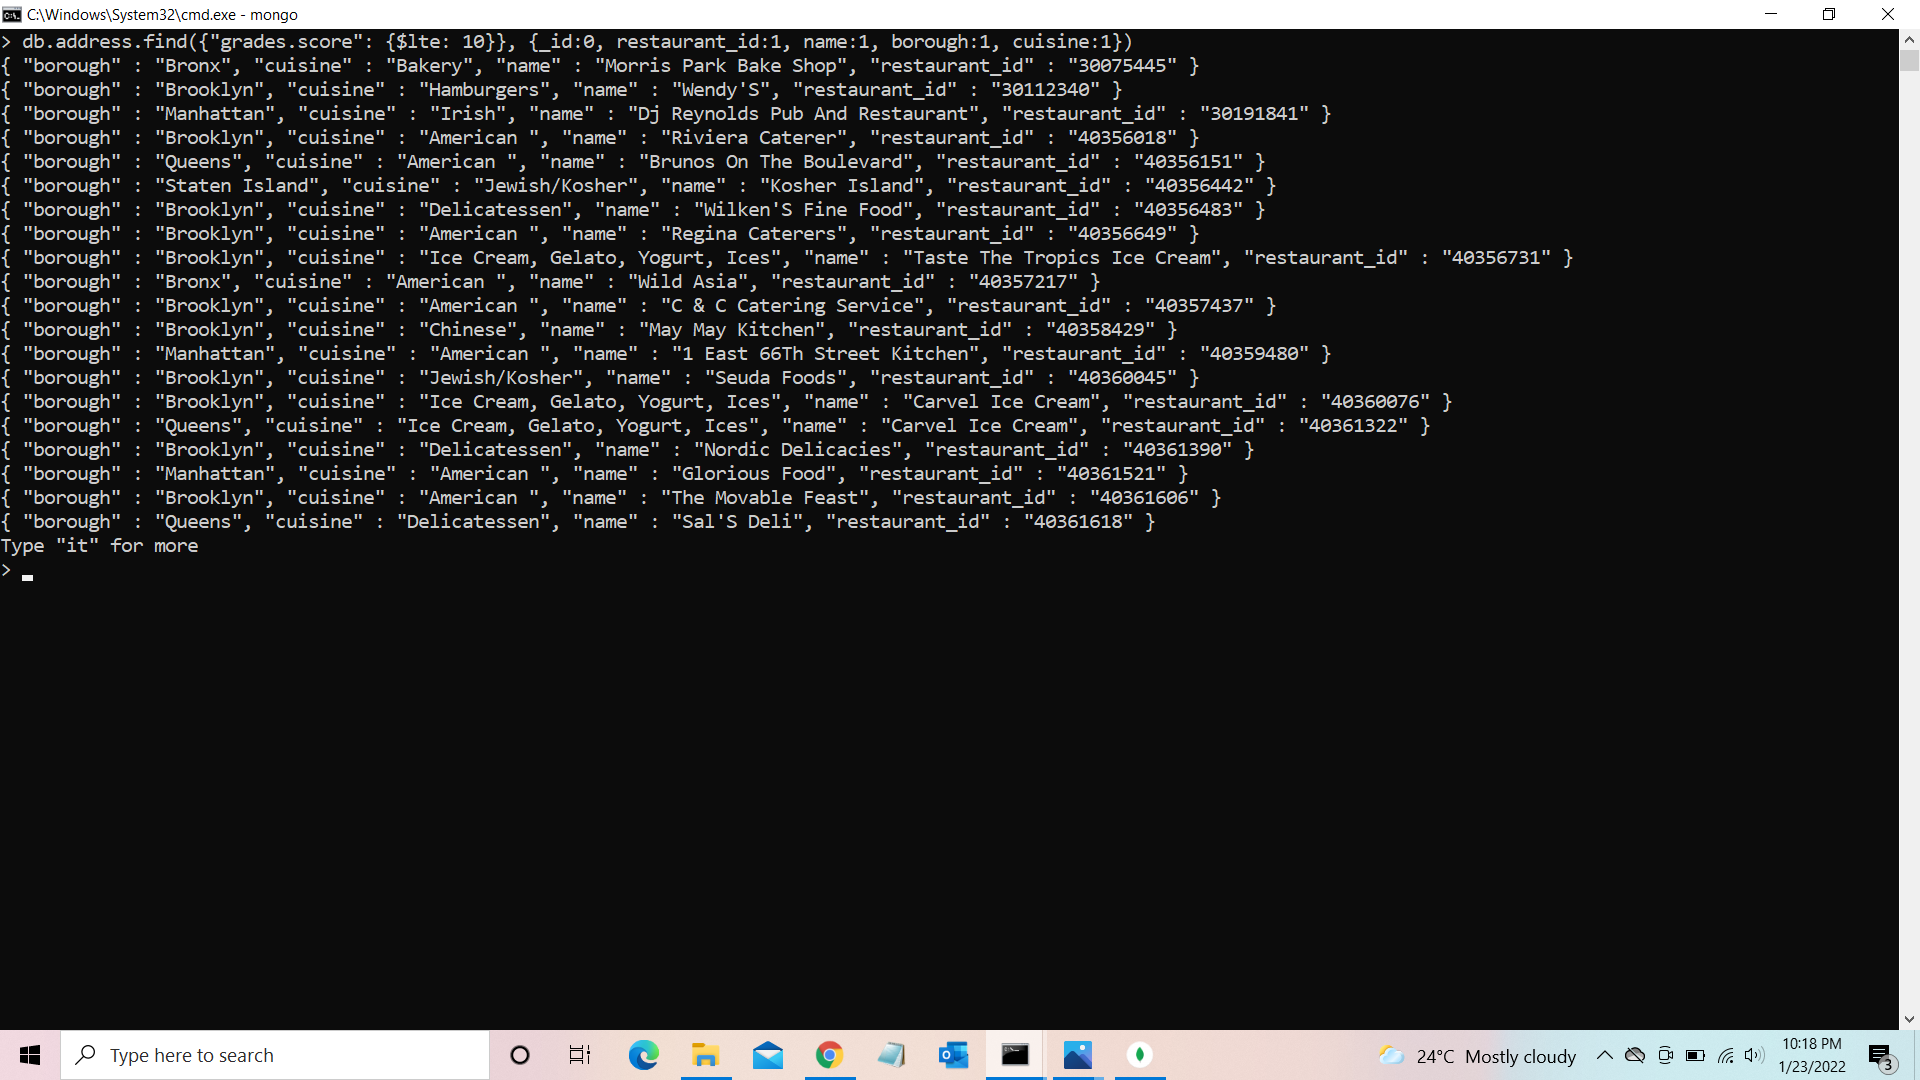 C:\Windows\System32\cmd.exe - mongo
> db.address.find({"grades.score": {$lte: 10}}, {_id:0, restaurant_id:1, name:1, borough:1, cuisine:1})
{ "borough" : "Bronx", "cuisine" : "Bakery", "name" : "Morris Park Bake Shop", "restaurant_id" : "30075445" }
{ "borough" : "Brooklyn", "cuisine" : "Hamburgers", "name" : "Wendy'S", "restaurant_id" : "30112340" }
{ "borough" : "Manhattan", "cuisine" : "Irish", "name" : "Dj Reynolds Pub And Restaurant", "restaurant_id" : "30191841" }
{ "borough" : "Brooklyn", "cuisine" : "American ", "name" : "Riviera Caterer", "restaurant_id" : "40356018" }
{ "borough" : "Queens", "cuisine" : "American ", "name" : "Brunos On The Boulevard", "restaurant_id" : "40356151" }
{ "borough" : "Staten Island", "cuisine" : "Jewish/Kosher", "name" : "Kosher Island", "restaurant_id" : "40356442" }
{ "borough" : "Brooklyn", "cuisine" : "Delicatessen", "name" : "Wilken'S Fine Food", "restaurant_id" : "40356483" }
{ "borough" : "Brooklyn", "cuisine" : "American ", "name" : "Regina Caterers", "restaurant_id" : "40356649" }
{ "borough" : "Brooklyn", "cuisine" : "Ice Cream, Gelato, Yogurt, Ices", "name" : "Taste The Tropics Ice Cream", "restaurant_id" : "40356731" }
{ "borough" : "Bronx", "cuisine" : "American ", "name" : "Wild Asia", "restaurant_id" : "40357217" }
{ "borough" : "Brooklyn", "cuisine" : "American ", "name" : "C & C Catering Service", "restaurant_id" : "40357437" }
{ "borough" : "Brooklyn", "cuisine" : "Chinese", "name" : "May May Kitchen", "restaurant_id" : "40358429" }
{ "borough" : "Manhattan", "cuisine" : "American ", "name" : "1 East 66Th Street Kitchen", "restaurant_id" : "40359480" }
{ "borough" : "Brooklyn", "cuisine" : "Jewish/Kosher", "name" : "Seuda Foods", "restaurant_id" : "40360045" }
{ "borough" : "Brooklyn", "cuisine" : "Ice Cream, Gelato, Yogurt, Ices", "name" : "Carvel Ice Cream", "restaurant_id" : "40360076" }
{ "borough" : "Queens", "cuisine" : "Ice Cream, Gelato, Yogurt, Ices", "name" : "Carvel Ice Cream", "restaurant_id" : "40361322" }
{ "borough" : "Brooklyn", "cuisine" : "Delicatessen", "name" : "Nordic Delicacies", "restaurant_id" : "40361390" }
{ "borough" : "Manhattan", "cuisine" : "American ", "name" : "Glorious Food", "restaurant_id" : "40361521" }
{ "borough" : "Brooklyn", "cuisine" : "American ", "name" : "The Movable Feast", "restaurant_id" : "40361606" }
{ "borough" : "Queens", "cuisine" : "Delicatessen", "name" : "Sal'S Deli", "restaurant_id" : "40361618" }
Type "it" for more
>
Type here to search
24°C Mostly cloudy
10:18 PM
1/23/2022
3